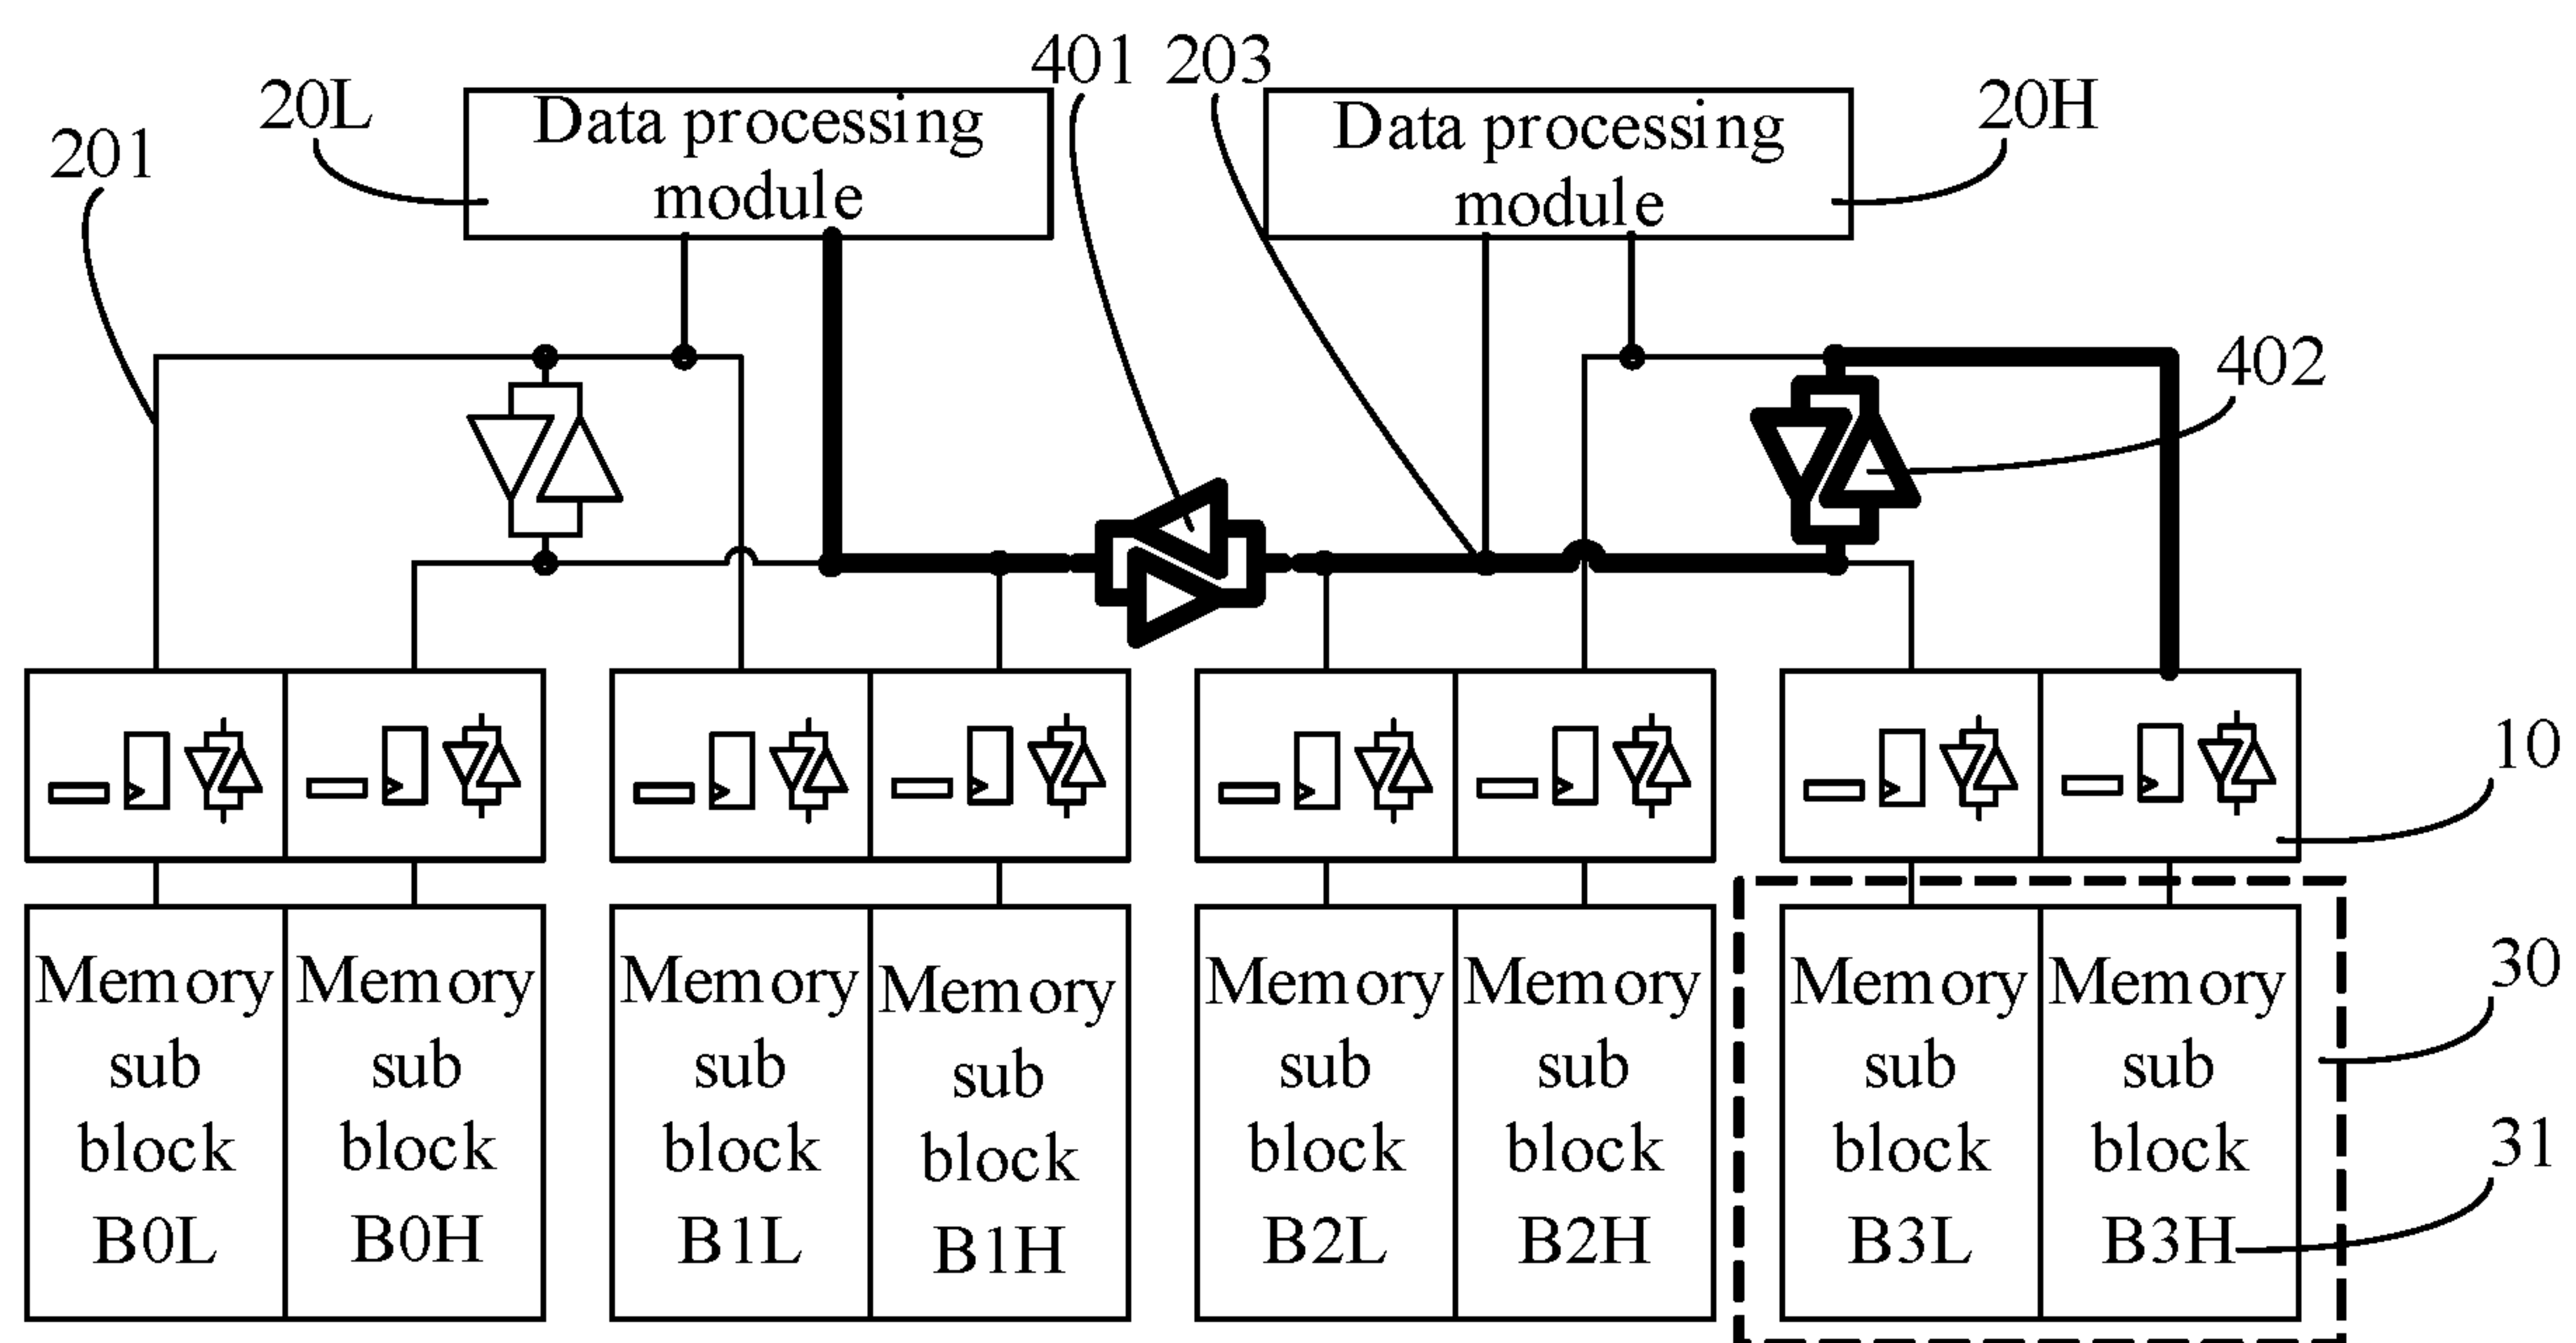 401 203
20L Data processing module
Data processing module 20H
201
402
10
Memory sub block B0L
Memory sub block B0H
Memory sub block B1L
Memory sub block B1H
Memory sub block B2L
Memory sub block B2H
Memory sub block B3L
Memory sub block B3H
30
31